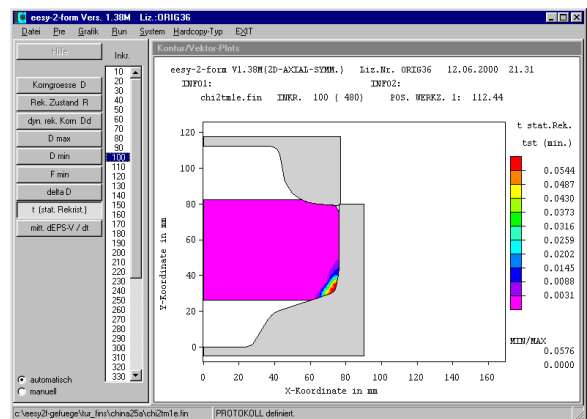 eesy-2-form Vers. 1.38M Liz.:ORIG36
Datei Pre Grafik Run System Hardcopy-Typ EXIT
Hilfe
Inkr.
Korngroesse D
Rek. Zustand R
dyn. rek. Korn Dd
D max
D min
F min
delta D
t (stat. Rekrist.)
mitt. dEPS-V / dt
10
20
30
40
50
60
70
80
90
100
110
120
130
140
150
160
170
180
190
200
210
220
230
240
250
260
270
280
290
300
310
320
330
automatisch
manuell
Kontur/Vektor-Plots
eesy-2-form V1.38M(2D-AXIAL-SYMM.) Liz.Nr. ORIG36 12.06.2000 21.31
INFO1: INFO2:
chi2tm1e.fin INKR. 100 ( 480) POS. WERKZ. 1: 112.44
t stat.Rek.
tst (min.)
0.0544
0.0487
0.0430
0.0373
0.0316
0.0259
0.0202
0.0145
0.0088
0.0031
MIN/MAX
0.0576
0.0000
Y-Koordinate in mm
120
100
80
60
40
20
0
0 20 40 60 80 100 120 140 160
X-Koordinate in mm
c:\eesy2f-gefuege\tur_fins\china25a\chi2tm1e.fin PROTOKOLL definiert.